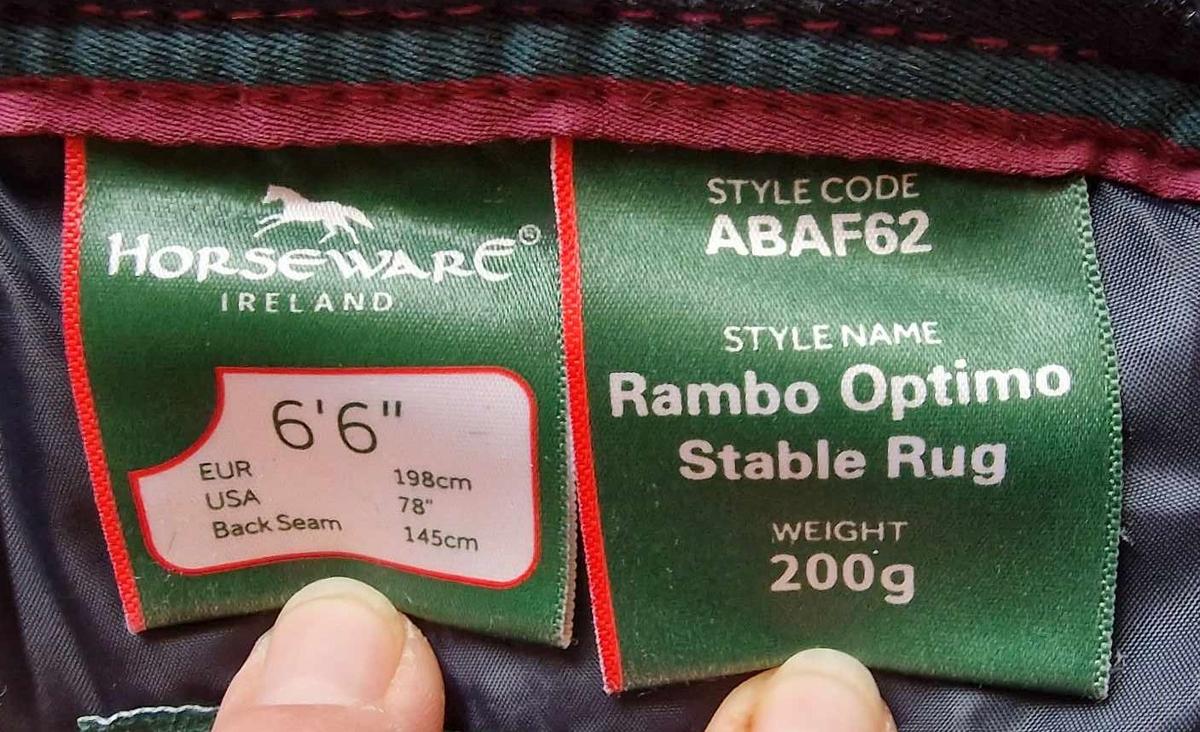 HORSEWARE®
IRELAND
6'6"
EUR 198cm
USA 78"
Back Seam 145cm
STYLE CODE
ABAF62
STYLE NAME
Rambo Optimo
Stable Rug
WEIGHT
200g